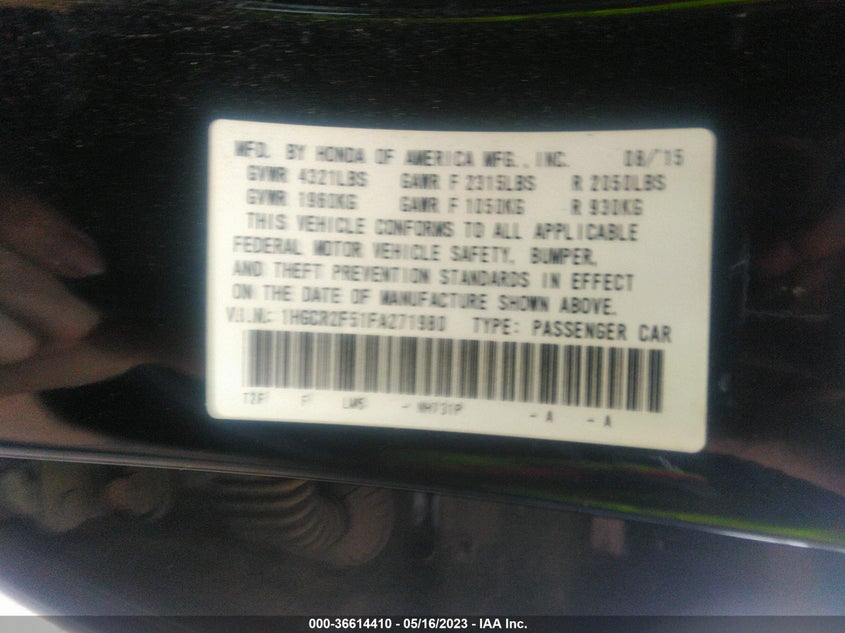 MFD. BY HONDA OF AMERICA MFG., INC. 08/'15
GVWR 4321LBS GAWR F 2315LBS R 2050LBS
GVWR 1960KG GAWR F 1050KG R 930KG
THIS VEHICLE CONFORMS TO ALL APPLICABLE
FEDERAL MOTOR VEHICLE SAFETY, BUMPER,
AND THEFT PREVENTION STANDARDS IN EFFECT
ON THE DATE OF MANUFACTURE SHOWN ABOVE.
V.I.N.: 1HGCR2F51FA271980 TYPE: PASSENGER CAR
- NH731P - A - A
000-36614410 - 05/16/2023 - IAA Inc.